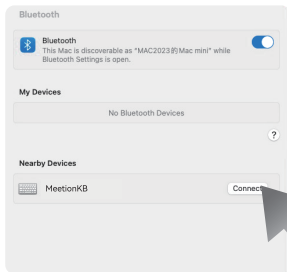 Bluetooth
Bluetooth
This Mac is discoverable as "MAC2023的Mac mini" while
Bluetooth Settings is open.
My Devices
No Bluetooth Devices
?
Nearby Devices
MeetionKB
Connect